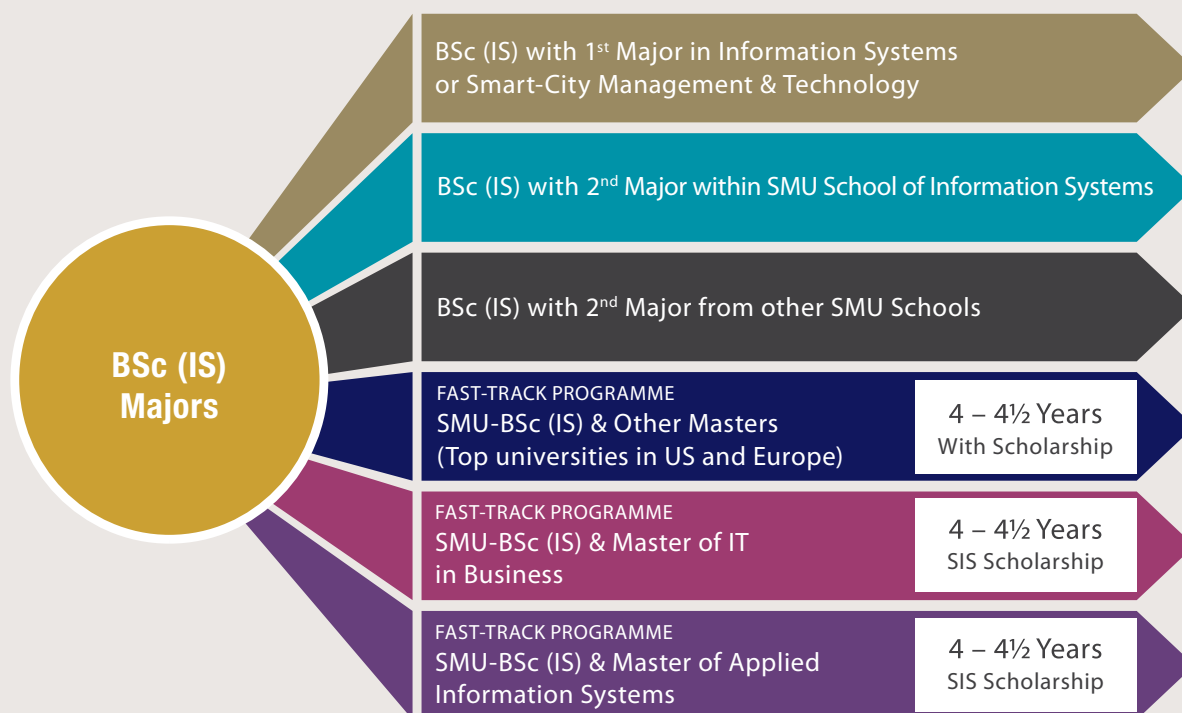 BSc (IS) with 1st Major in Information Systems
or Smart-City Management & Technology
BSc (IS) with 2nd Major within SMU School of Information Systems
BSc (IS) with 2nd Major from other SMU Schools
BSc (IS)
Majors
FAST-TRACK PROGRAMME
SMU-BSc (IS) & Other Masters
(Top universities in US and Europe)
4 – 4½ Years
With Scholarship
FAST-TRACK PROGRAMME
SMU-BSc (IS) & Master of IT
in Business
4 – 4½ Years
SIS Scholarship
FAST-TRACK PROGRAMME
SMU-BSc (IS) & Master of Applied
Information Systems
4 – 4½ Years
SIS Scholarship